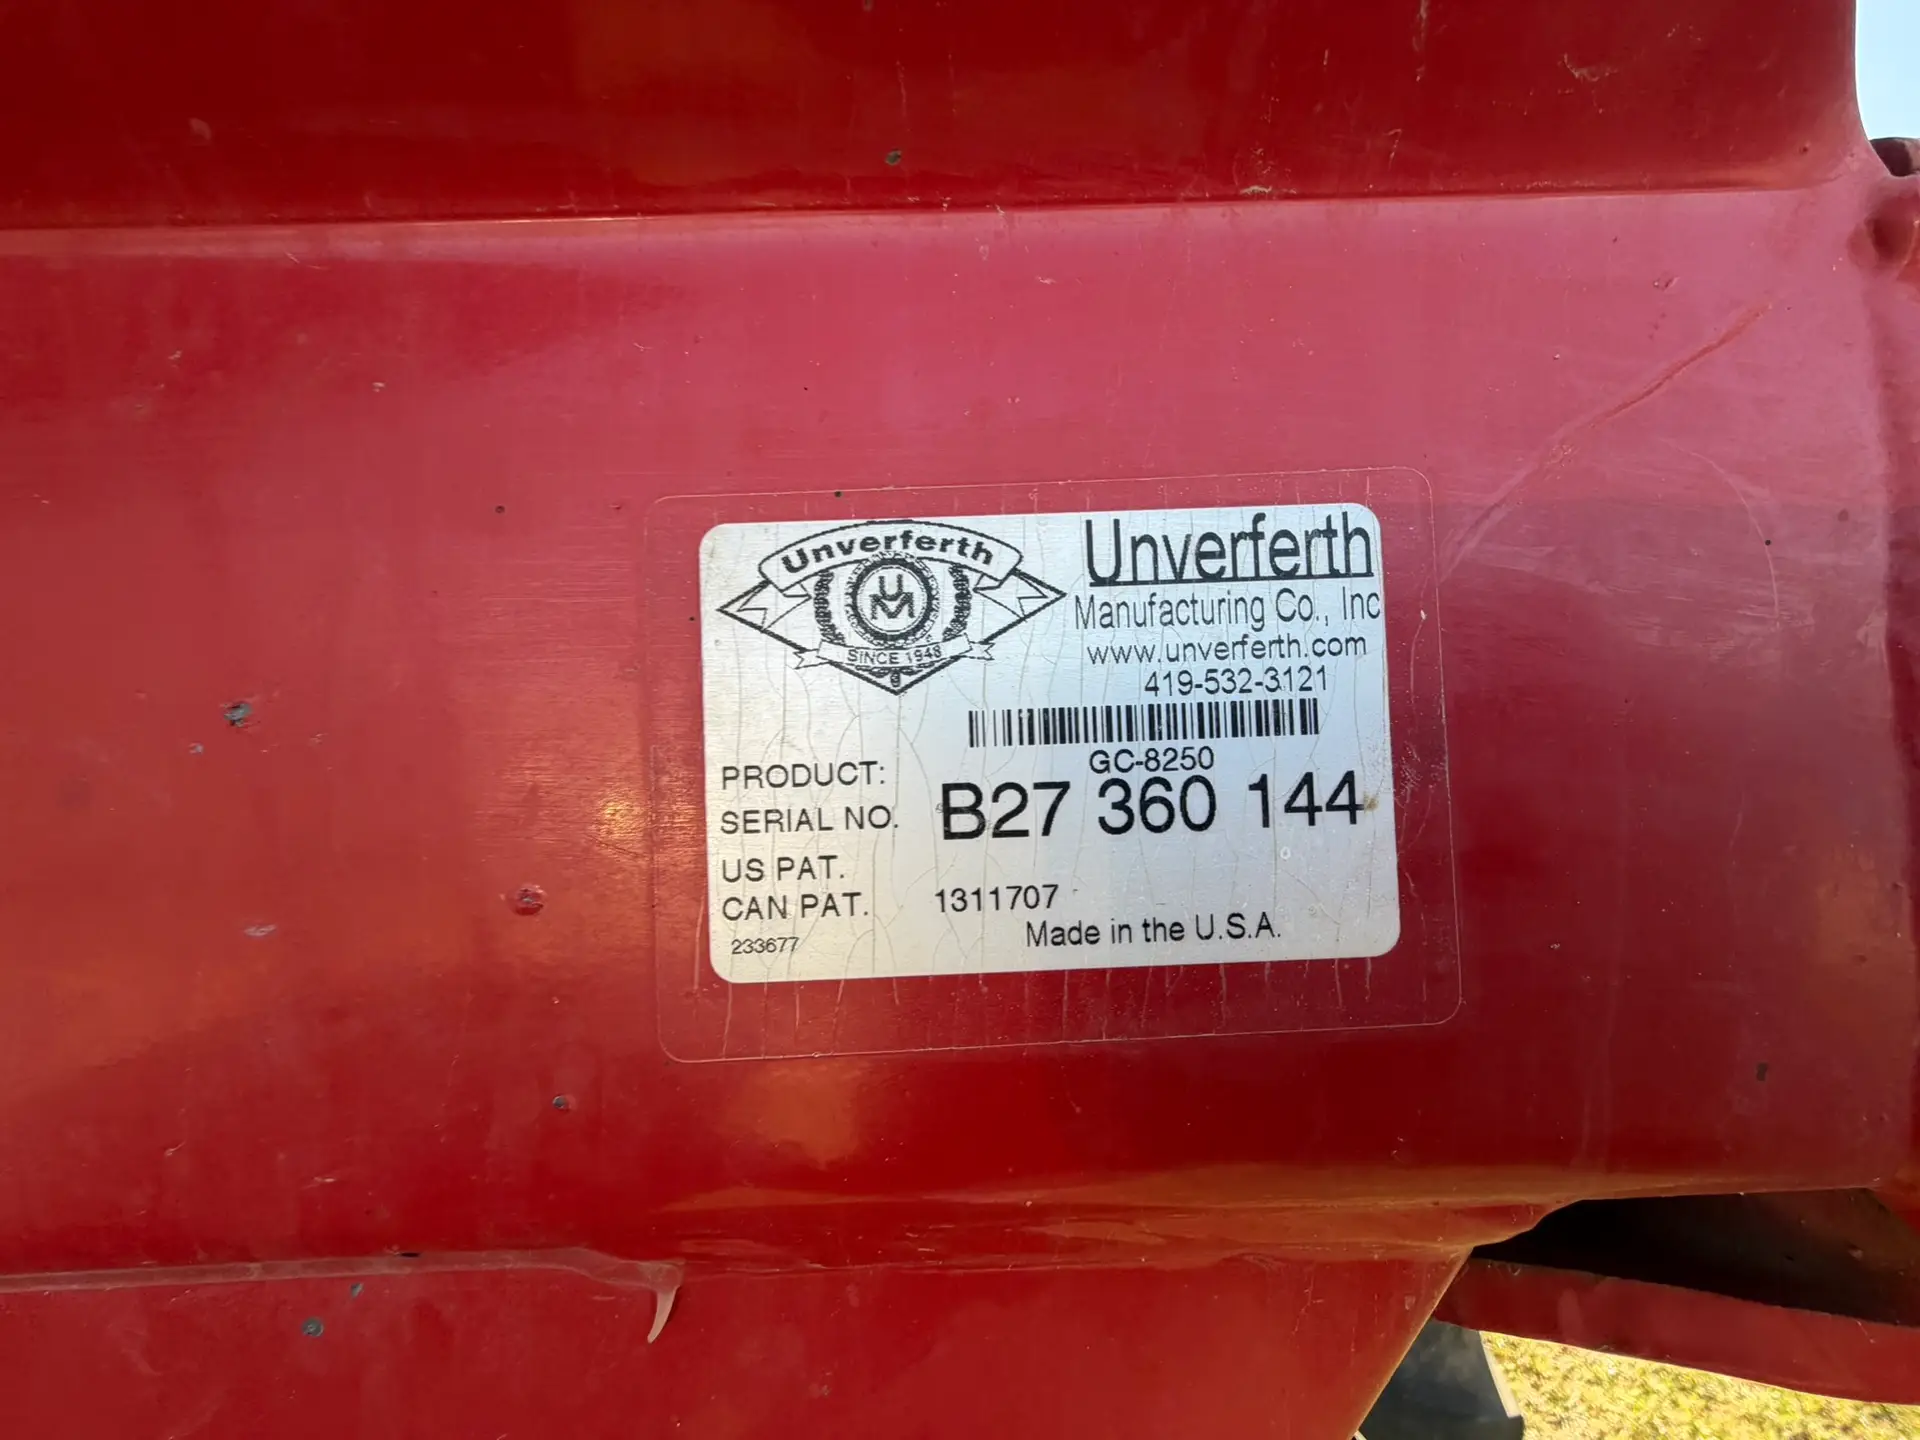 Unverferth
UM
SINCE 1948
Unverferth
Manufacturing Co., Inc
www.unverferth.com
419-532-3121
PRODUCT: GC-8250
SERIAL NO. B27 360 144
US PAT.
CAN PAT. 1311707
Made in the U.S.A.
233677